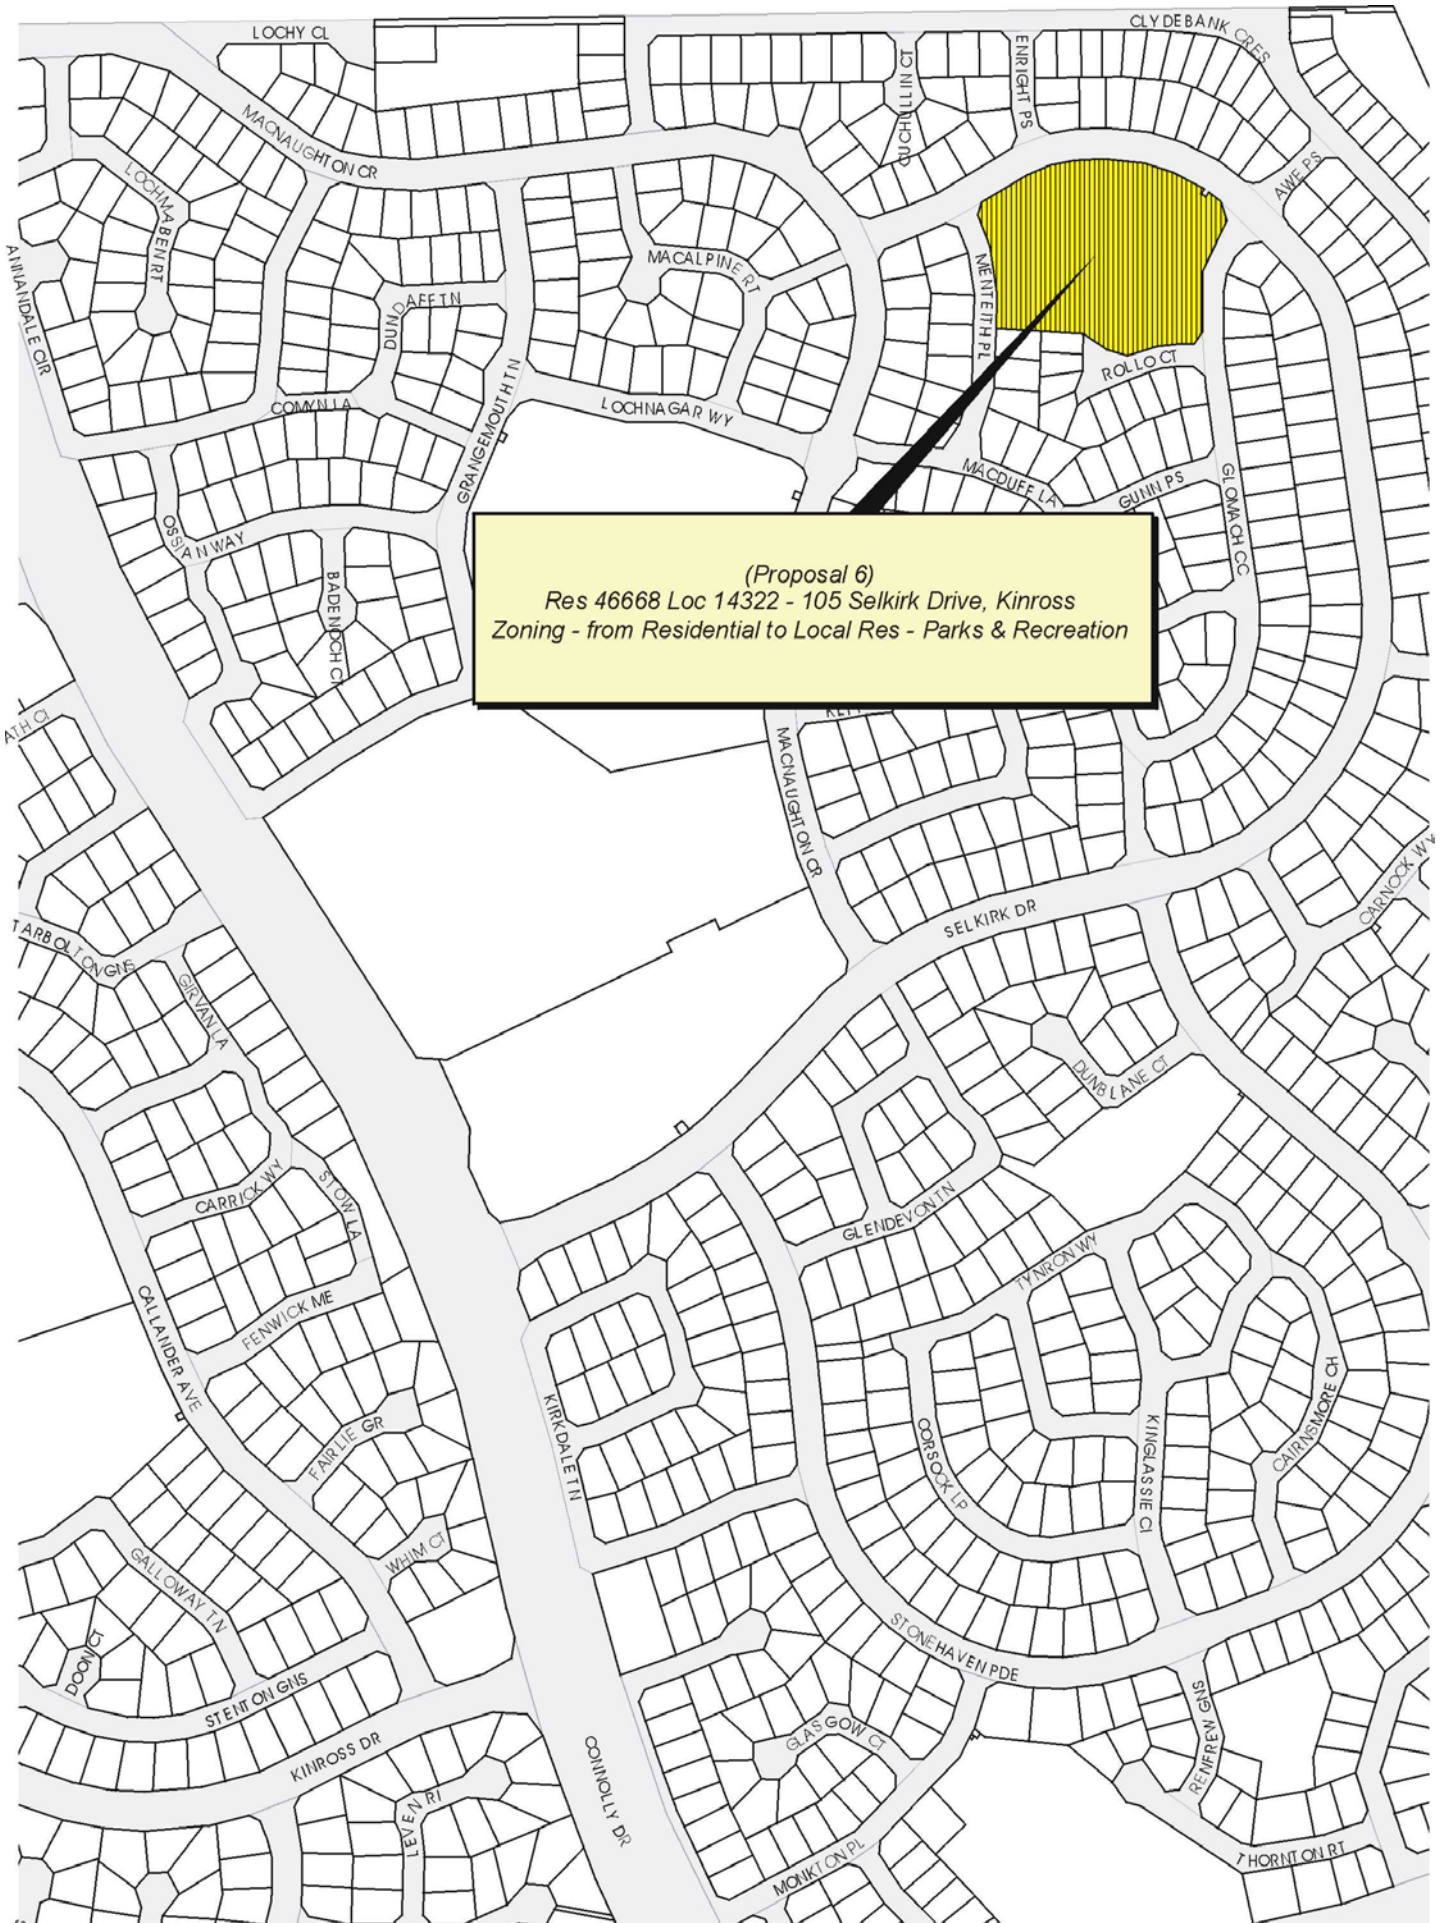 LOCHY CL
CLYDEBANK CRES
CUCHULLIN CT
ENRIGHT PS
MACNAUGHTON CR
LOCHMABEN RT
AWE PS
ANNANDALE CIR
MACALPINE RT
MENTEITH PL
DUNDAFF TN
ROLLO CT
COMYN LA
GRANGEMOUTH TN
LOCHNAGAR WY
MACDUFF LA
GUNN PS
GLOMACH CC
OSSIAN WAY
BADENOCH C
(Proposal 6)
Res 46668 Loc 14322 - 105 Selkirk Drive, Kinross
Zoning - from Residential to Local Res - Parks & Recreation
ATH CT
MACNAUGHTON CR
CARNOCK WY
SELKIRK DR
TARBOLTON GNS
GIRVAN LA
DUNBLANE CT
CARRICK WY
STOW LA
GLENDEVON TN
TYNRON WY
CALLANDER AVE
FENWICK ME
KIRKDALE TN
FAIRLIE GR
CORSOCK LP
KINGLASSIE CI
CAIRNSMORE CH
WHIM CT
GALLOWAY TN
DOON CT
STONEHAVEN PDE
STENTON GNS
RENFREW GNS
GLASGOW CT
KINROSS DR
CONNOLLY DR
LEVEN RI
MONKTON PL
THORNTON RT